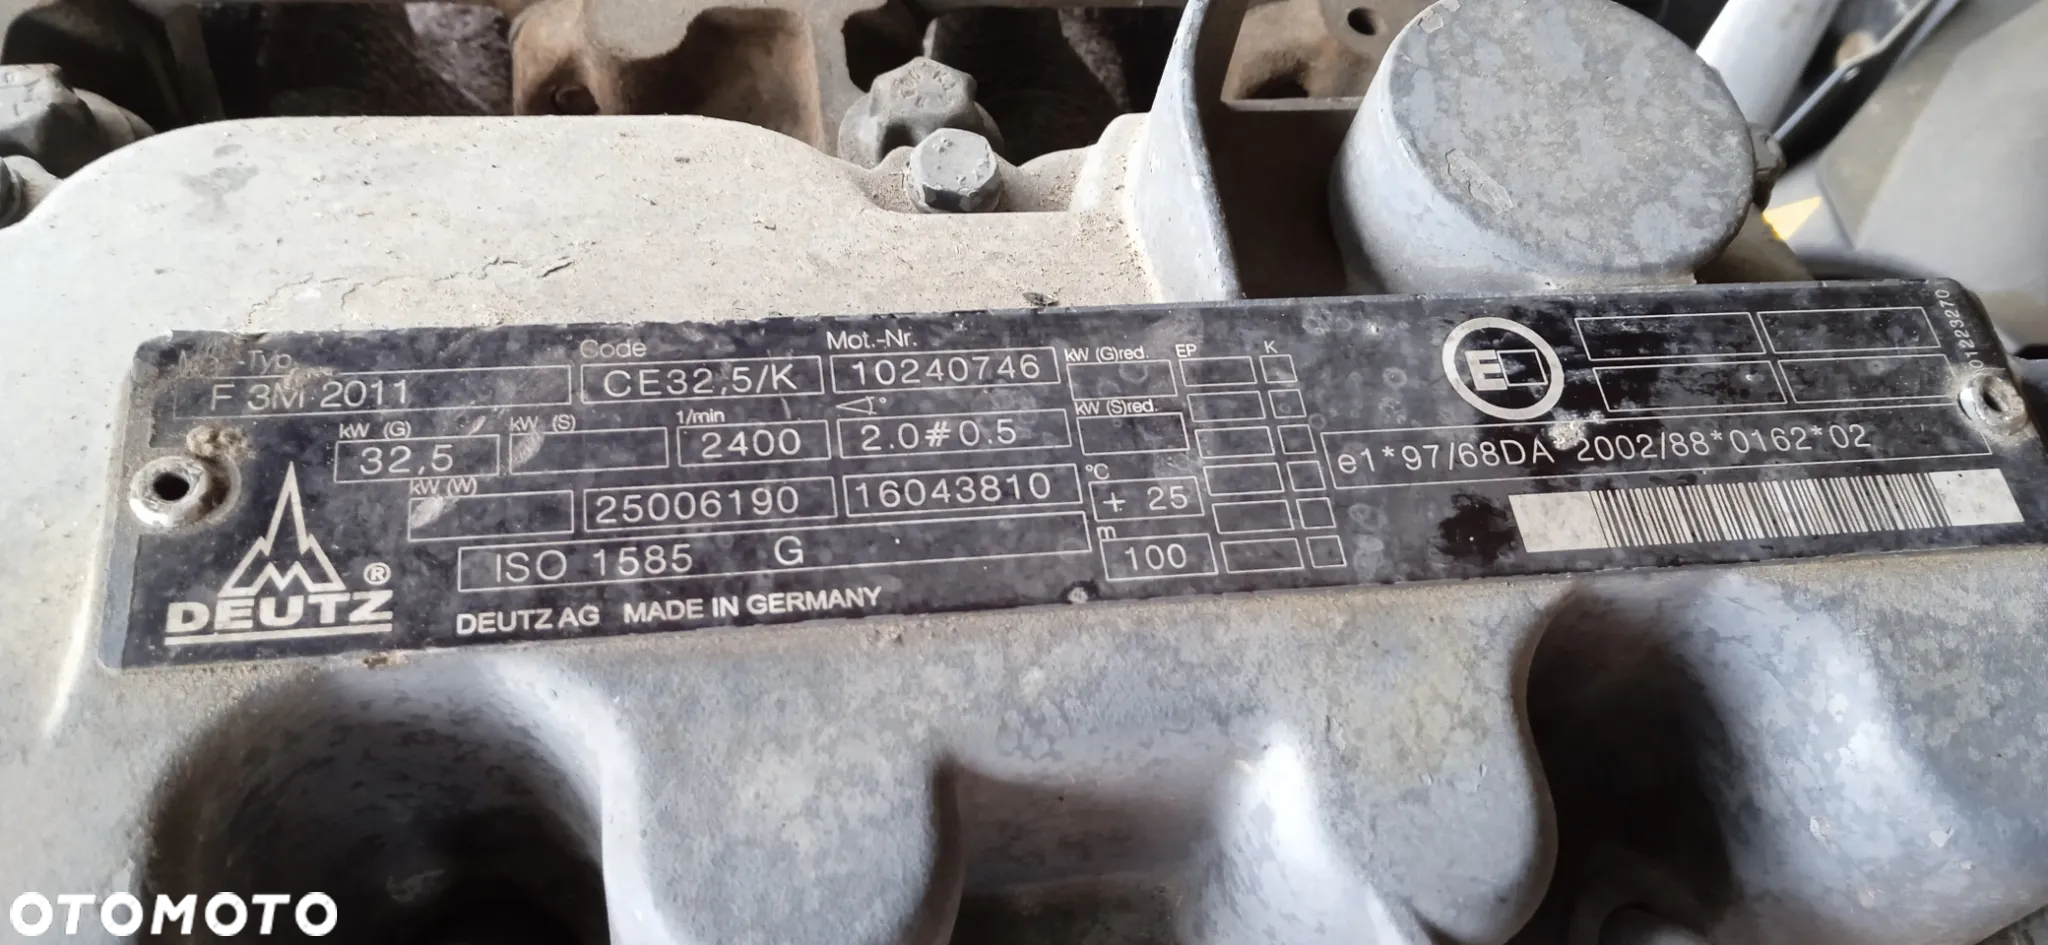 Mot.-Typ Code Mot.-Nr. kW (G)red. EP K
F 3M 2011 CE32,5/K 10240746
kW (G) kW (S) 1/min ° kW (S)red.
32,5 2400 2.0#0.5
kW (W) °C
25006190 16043810 + 25
m
ISO 1585 G 100
DEUTZ ®
DEUTZ AG MADE IN GERMANY
E
e1*97/68DA*2002/88*0162*02
OTOMOTO